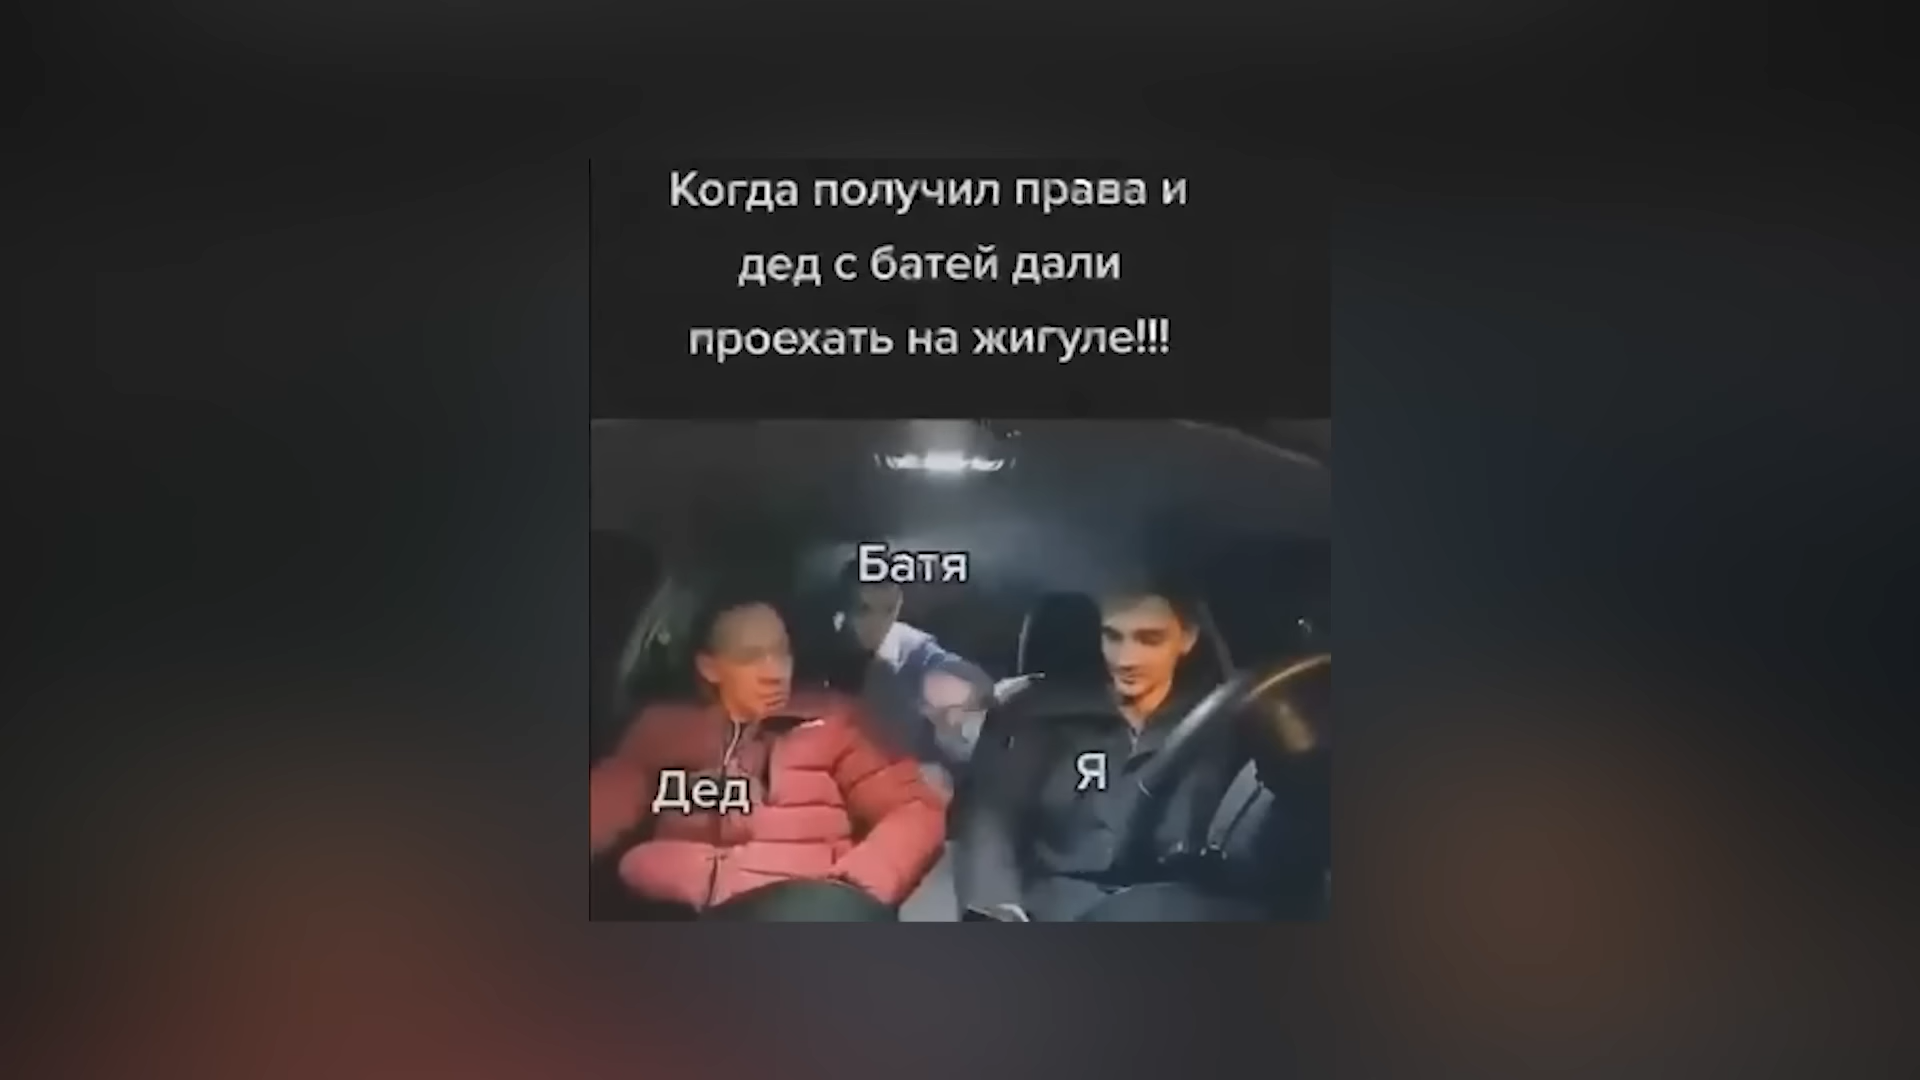 Когда получил права и
дед с батей дали
проехать на жигуле!!!
Батя
Я
Дед